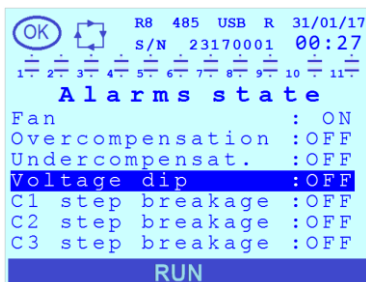 OK R8 485 USB R 31/01/17
S/N 23170001 00:27
1 2 3 4 5 6 7 8 9 10 11
Alarms state
Fan : ON
Overcompensation :OFF
Undercompensat. :OFF
Voltage dip :OFF
C1 step breakage :OFF
C2 step breakage :OFF
C3 step breakage :OFF
RUN